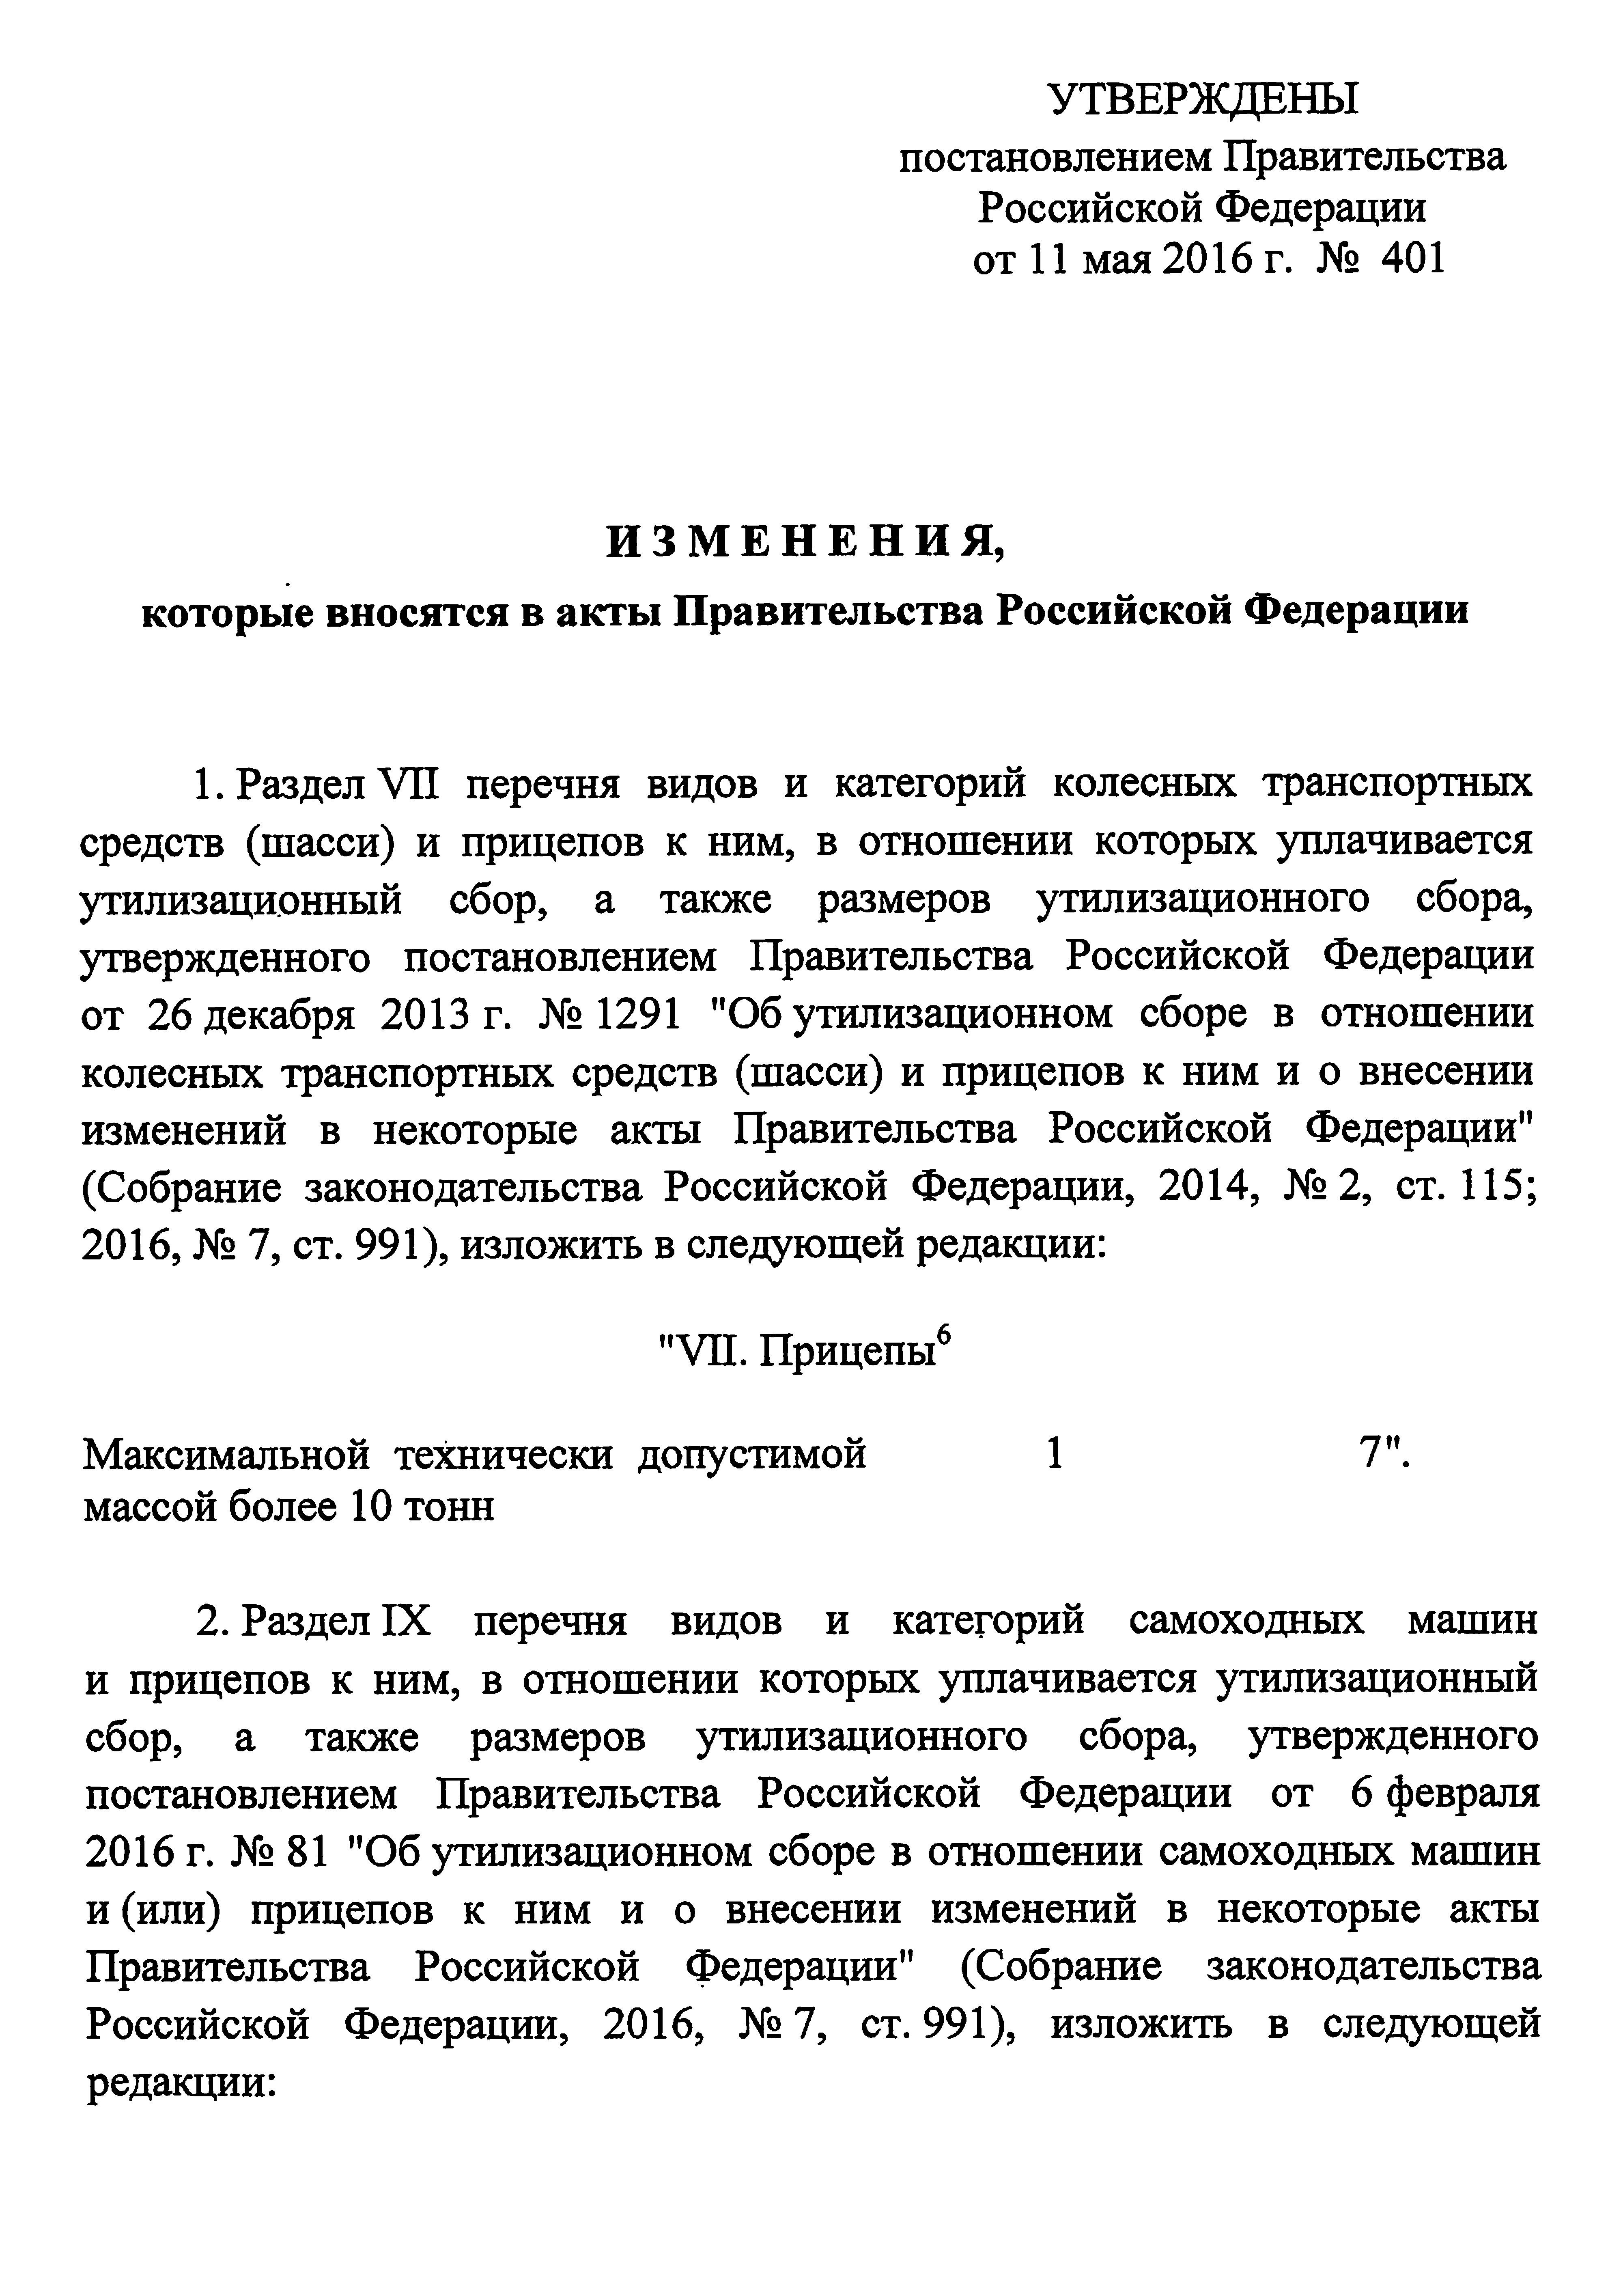 УТВЕРЖДЕНЫ
постановлением Правительства
Российской Федерации
от 11 мая 2016 г. № 401
И З М Е Н Е Н И Я,
которые вносятся в акты Правительства Российской Федерации
1. Раздел VII перечня видов и категорий колесных транспортных
средств (шасси) и прицепов к ним, в отношении которых уплачивается
утилизационный сбор, а также размеров утилизационного сбора,
утвержденного постановлением Правительства Российской Федерации
от 26 декабря 2013 г. № 1291 "Об утилизационном сборе в отношении
колесных транспортных средств (шасси) и прицепов к ним и о внесении
изменений в некоторые акты Правительства Российской Федерации"
(Собрание законодательства Российской Федерации, 2014, № 2, ст. 115;
2016, № 7, ст. 991), изложить в следующей редакции:
"VII. Прицепы⁶
Максимальной технически допустимой 1 7".
массой более 10 тонн
2. Раздел IX перечня видов и категорий самоходных машин
и прицепов к ним, в отношении которых уплачивается утилизационный
сбор, а также размеров утилизационного сбора, утвержденного
постановлением Правительства Российской Федерации от 6 февраля
2016 г. № 81 "Об утилизационном сборе в отношении самоходных машин
и (или) прицепов к ним и о внесении изменений в некоторые акты
Правительства Российской Федерации" (Собрание законодательства
Российской Федерации, 2016, № 7, ст. 991), изложить в следующей
редакции: